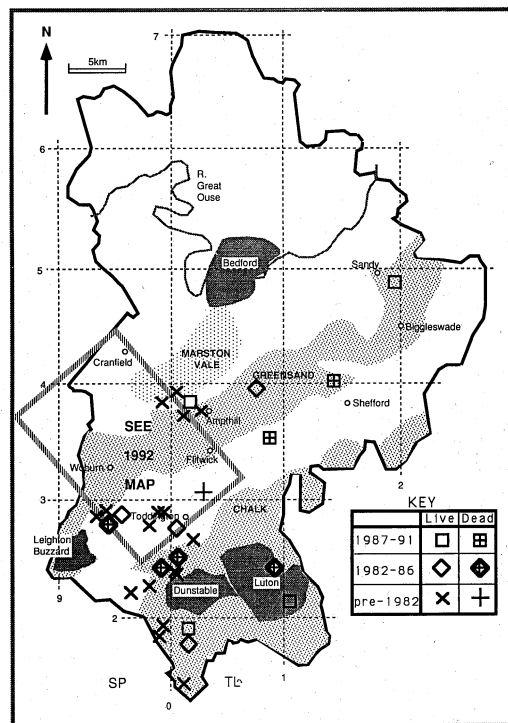 N
7
5km
6
R.
Great
Ouse
Bedford
5
Sandy
Biggleswade
MARSTON
VALE
Cranfield
GREENSAND
4
Ampthill
Shefford
SEE
1992
MAP
Woburn
Flitwick
3
2
Toddington
CHALK
KEY
Live Dead
1987-91
1982-86
pre-1982
Leighton
Buzzard
Luton
Dunstable
9
2
SP TL
1
0